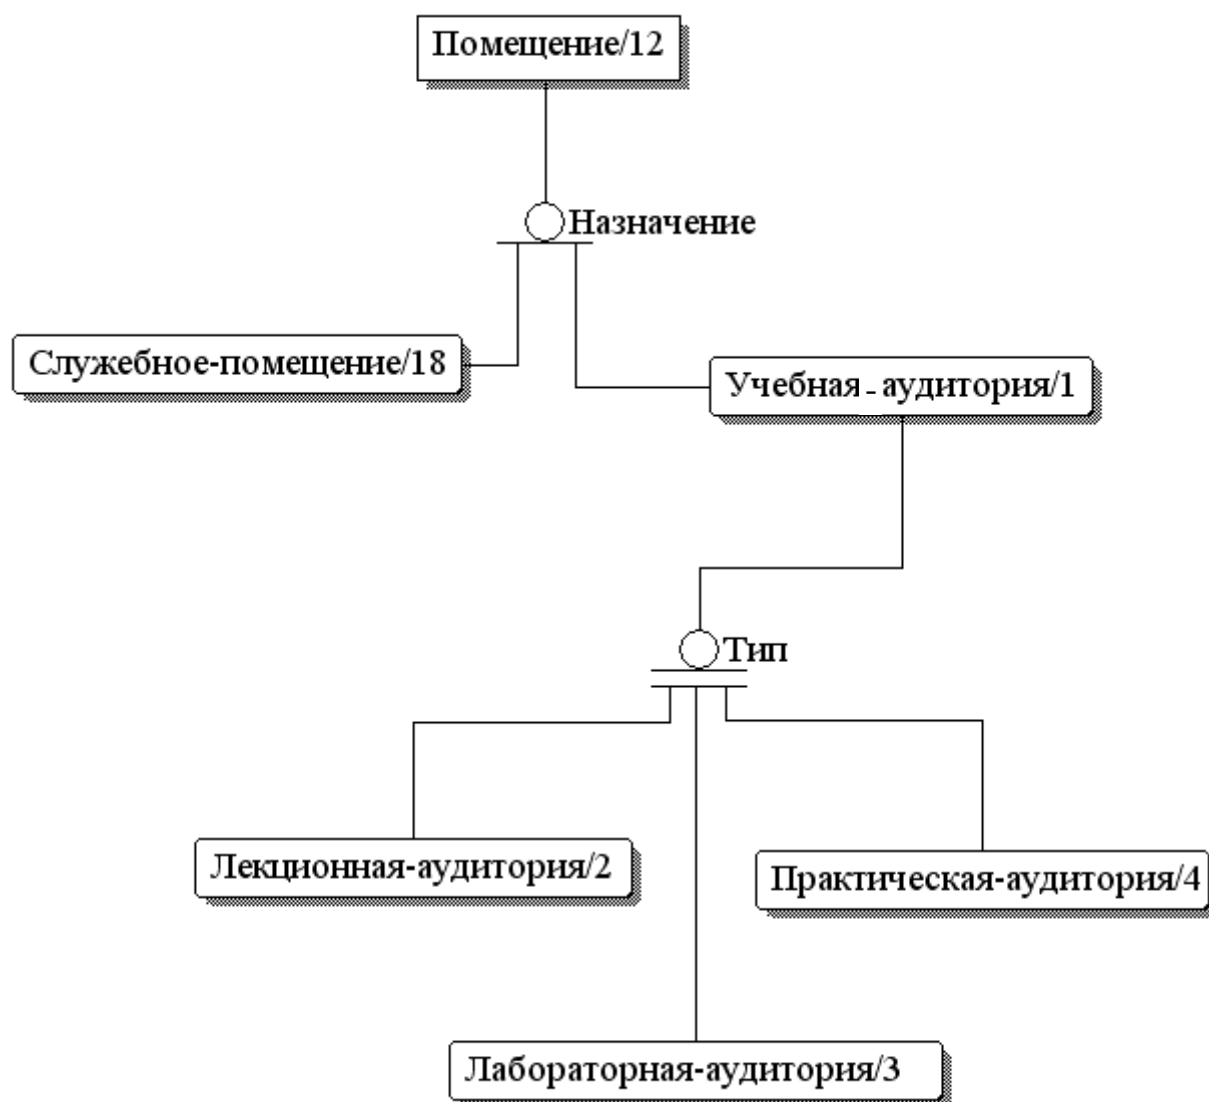 Помещение/12
Назначение
Служебное-помещение/18
Учебная-аудитория/1
Тип
Лекционная-аудитория/2
Практическая-аудитория/4
Лабораторная-аудитория/3